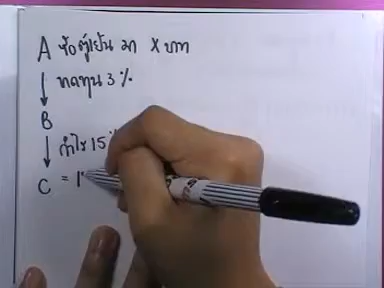 A ซื้อตู้เย็น มา X บาท
ขาดทุน 3 %
B
กำไร 15 %
C = 1